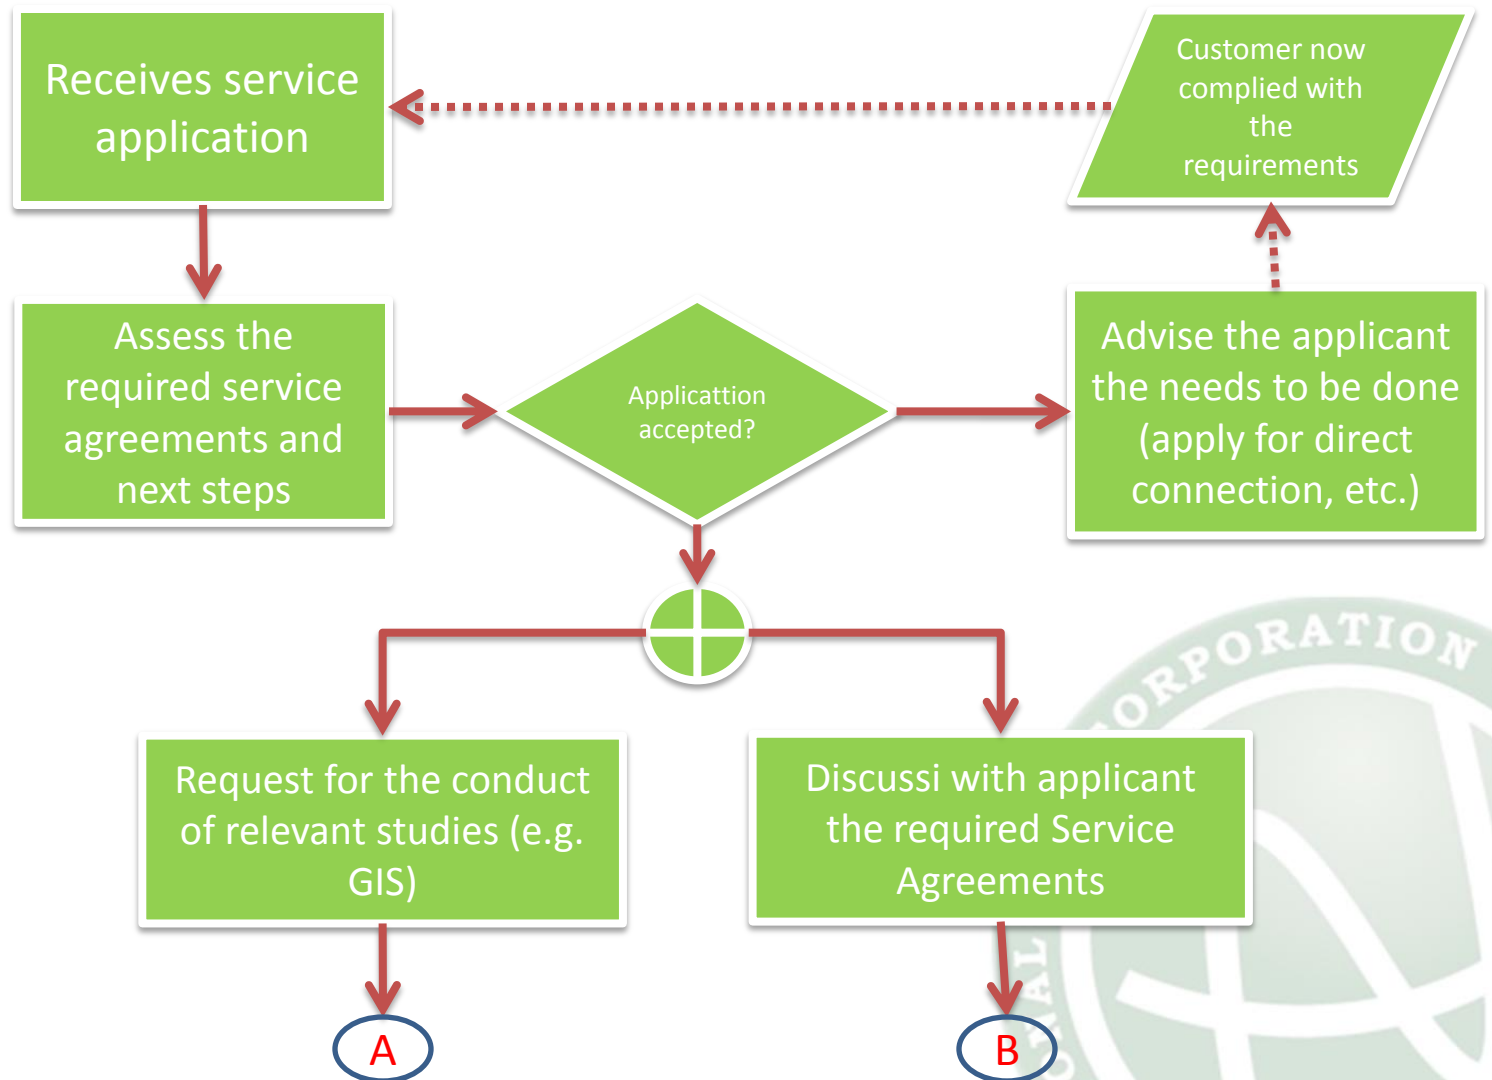 Receives service
application
Customer now
complied with
the
requirements
Assess the
required service
agreements and
next steps
Applicattion
accepted?
Advise the applicant
the needs to be done
(apply for direct
connection, etc.)
Request for the conduct
of relevant studies (e.g.
GIS)
Discussi with applicant
the required Service
Agreements
A
B